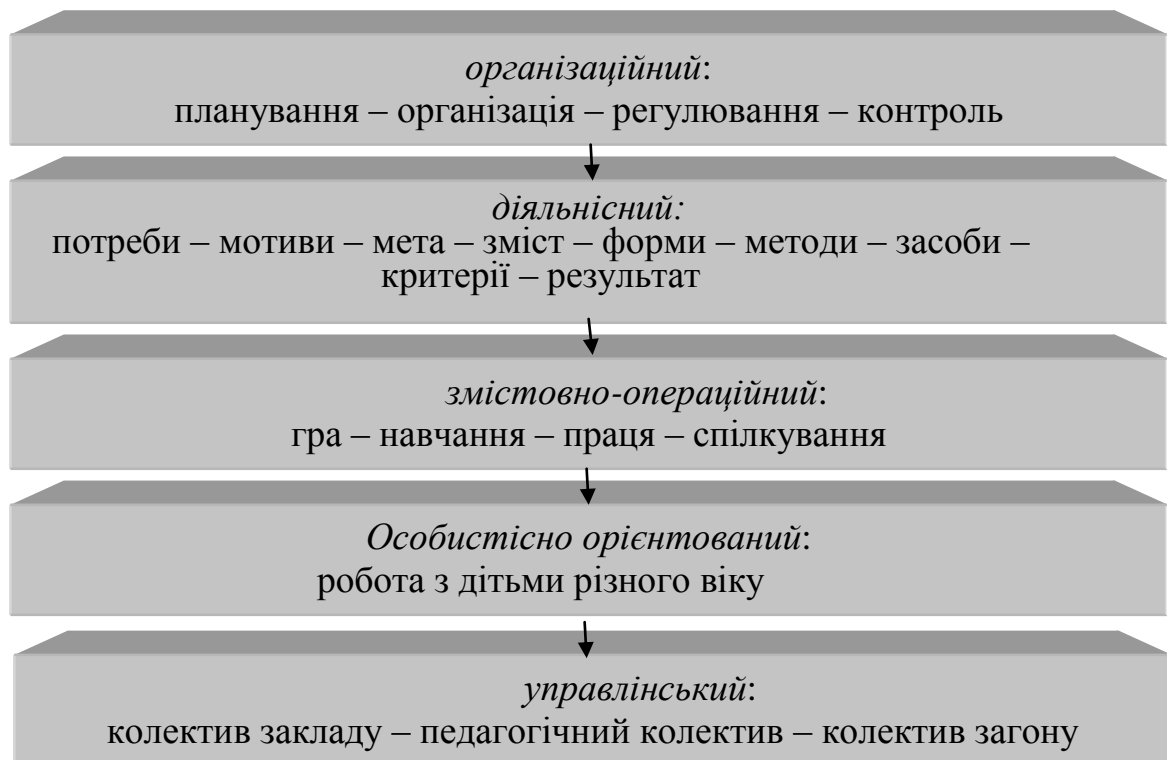 організаційний:
планування – організація – регулювання – контроль
діяльнісний:
потреби – мотиви – мета – зміст – форми – методи – засоби –
критерії – результат
змістовно-операційний:
гра – навчання – праця – спілкування
Особистісно орієнтований:
робота з дітьми різного віку
управлінський:
колектив закладу – педагогічний колектив – колектив загону